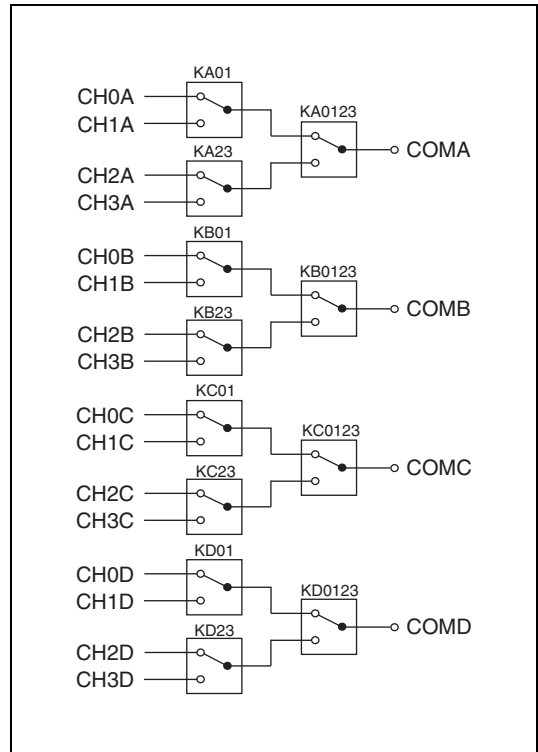 KA01
CH0A
CH1A
KA0123
COMA
KA23
CH2A
CH3A
KB01
CH0B
CH1B
KB0123
COMB
KB23
CH2B
CH3B
KC01
CH0C
CH1C
KC0123
COMC
KC23
CH2C
CH3C
KD01
CH0D
CH1D
KD0123
COMD
KD23
CH2D
CH3D